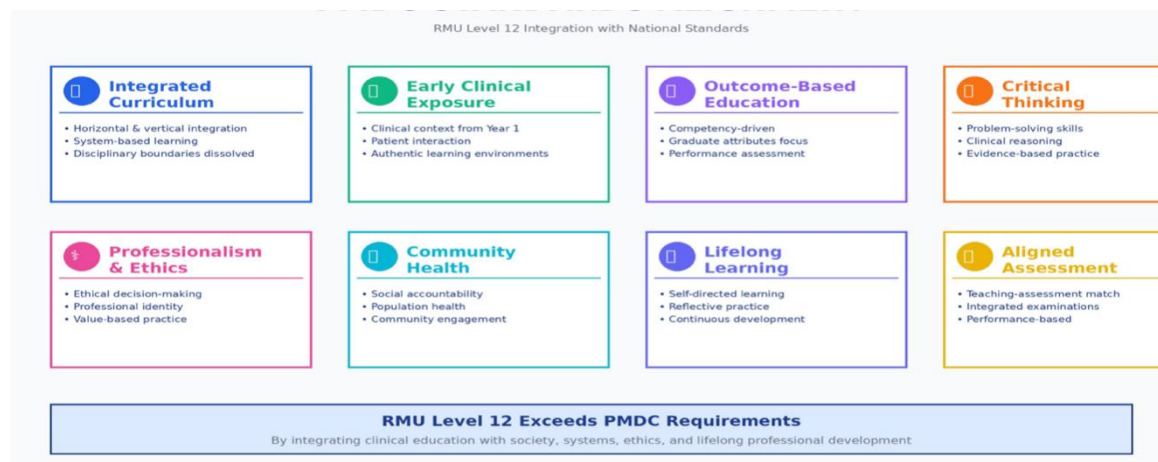 RMU Level 12 Integration with National Standards
Integrated
Curriculum
• Horizontal & vertical integration
• System-based learning
• Disciplinary boundaries dissolved
Early Clinical
Exposure
• Clinical context from Year 1
• Patient interaction
• Authentic learning environments
Outcome-Based
Education
• Competency-driven
• Graduate attributes focus
• Performance assessment
Critical
Thinking
• Problem-solving skills
• Clinical reasoning
• Evidence-based practice
Professionalism
& Ethics
• Ethical decision-making
• Professional identity
• Value-based practice
Community
Health
• Social accountability
• Population health
• Community engagement
Lifelong
Learning
• Self-directed learning
• Reflective practice
• Continuous development
Aligned
Assessment
• Teaching-assessment match
• Integrated examinations
• Performance-based
RMU Level 12 Exceeds PMDC Requirements
By integrating clinical education with society, systems, ethics, and lifelong professional development